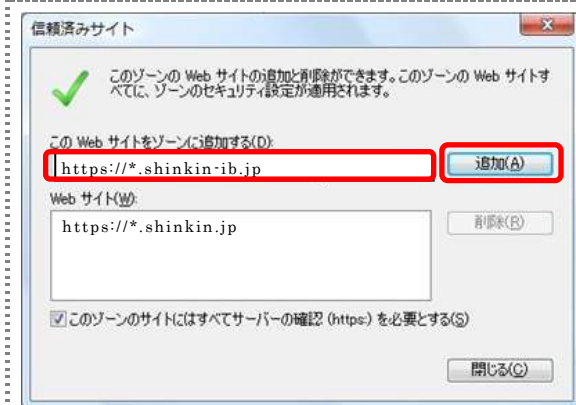 信頼済みサイト
このゾーンの Web サイトの追加と削除ができます。このゾーンの Web サイトす
べてに、ゾーンのセキュリティ設定が適用されます。
この Web サイトをゾーンに追加する(D):
https://*.shinkin-ib.jp
追加(A)
Web サイト(W):
https://*.shinkin.jp
削除(R)
このゾーンのサイトにはすべてサーバーの確認 (https:) を必要とする(S)
閉じる(C)